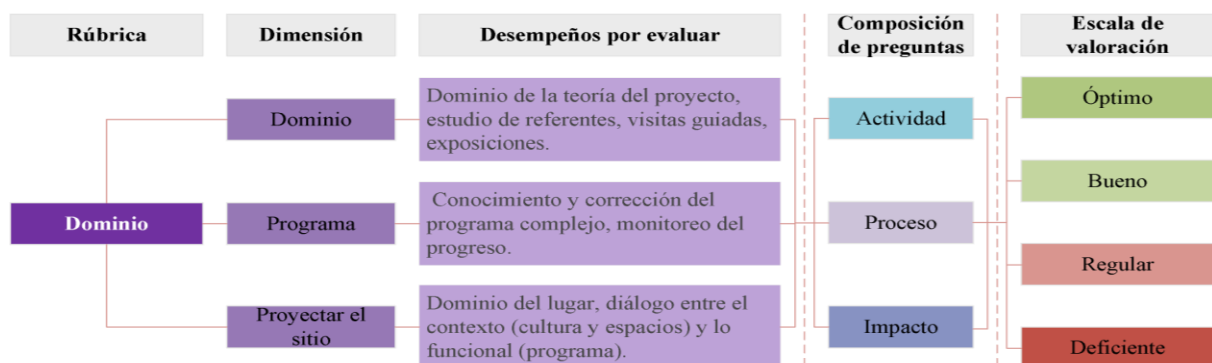 Rúbrica
Dimensión
Desempeños por evaluar
Composición
de preguntas
Escala de
valoración
Dominio
Dominio
Dominio de la teoría del proyecto,
estudio de referentes, visitas guiadas,
exposiciones.
Programa
Conocimiento y corrección del
programa complejo, monitoreo del
progreso.
Proyectar el
sitio
Dominio del lugar, diálogo entre el
contexto (cultura y espacios) y lo
funcional (programa).
Actividad
Proceso
Impacto
Óptimo
Bueno
Regular
Deficiente